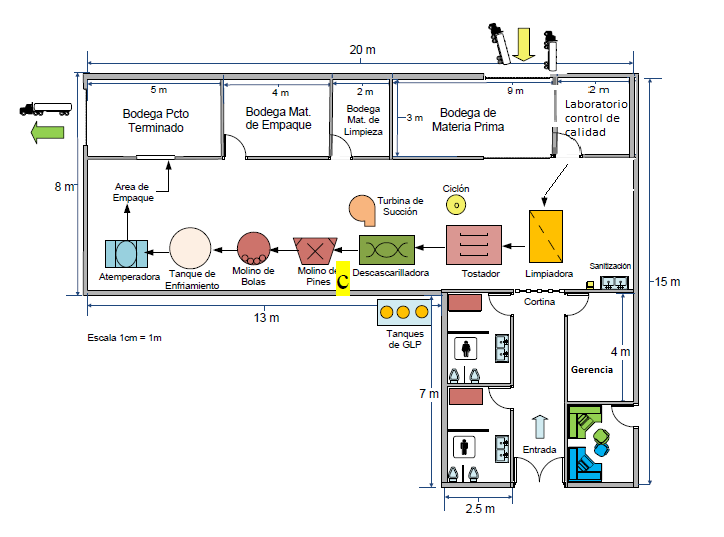 20 m
5 m
4 m
2 m
9 m
2 m
Bodega Pcto
Terminado
Bodega Mat.
de Empaque
Bodega
Mat. de
Limpieza
3 m
Bodega de
Materia Prima
Laboratorio
control de
calidad
8 m
Area de
Empaque
Turbina de
Succión
Ciclón
Atemperadora
Tanque de
Enfriamiento
Molino de
Bolas
Molino de
Pines
C
Descascarilladora
Tostador
Limpiadora
Sanitización
15 m
13 m
Cortina
Escala 1cm = 1m
Tanques
de GLP
4 m
Gerencia
7 m
Entrada
2.5 m